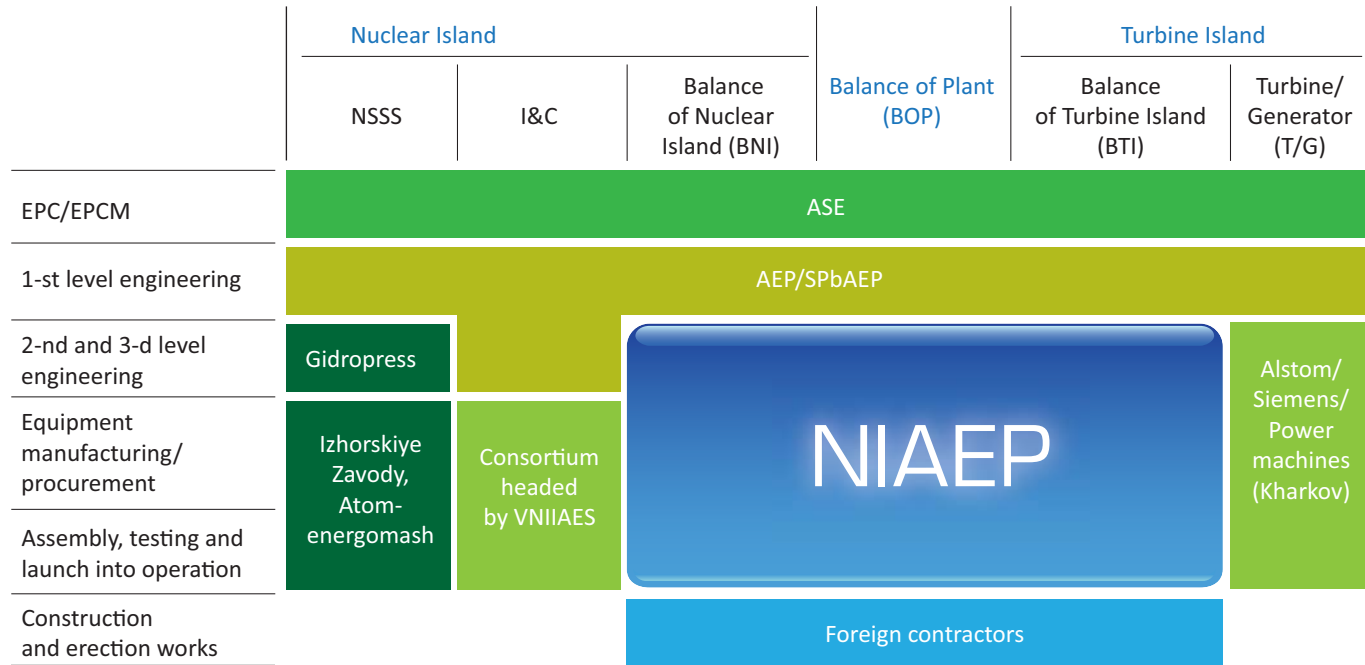 Nuclear Island
Turbine Island
NSSS
I&C
Balance
of Nuclear
Island (BNI)
Balance of Plant
(BOP)
Balance
of Turbine Island
(BTI)
Turbine/
Generator
(T/G)
EPC/EPCM
ASE
1-st level engineering
AEP/SPbAEP
2-nd and 3-d level
engineering
Gidropress
Equipment
manufacturing/
procurement
Izhorskiye
Zavody,
Atom-
energomash
Consortium
headed
by VNIIAES
NIAEP
Alstom/
Siemens/
Power
machines
(Kharkov)
Assembly, testing and
launch into operation
Construction
and erection works
Foreign contractors